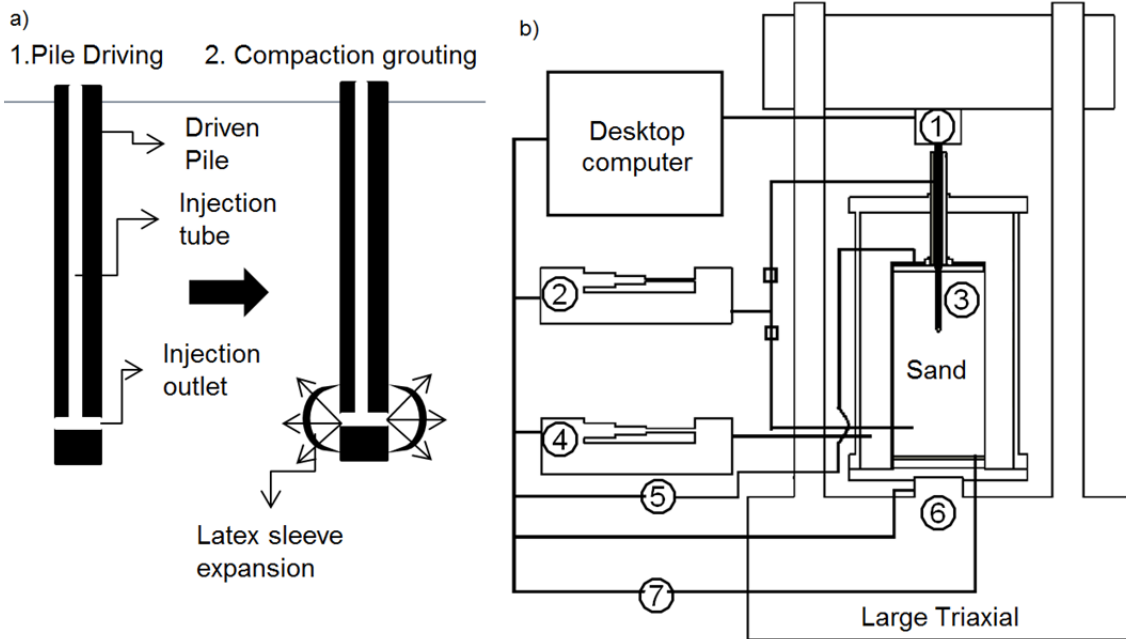 a)
1.Pile Driving
2. Compaction grouting
Driven
Pile
Injection
tube
Injection
outlet
Latex sleeve
expansion
b)
Desktop
computer
1
2
3
Sand
4
5
6
7
Large Triaxial